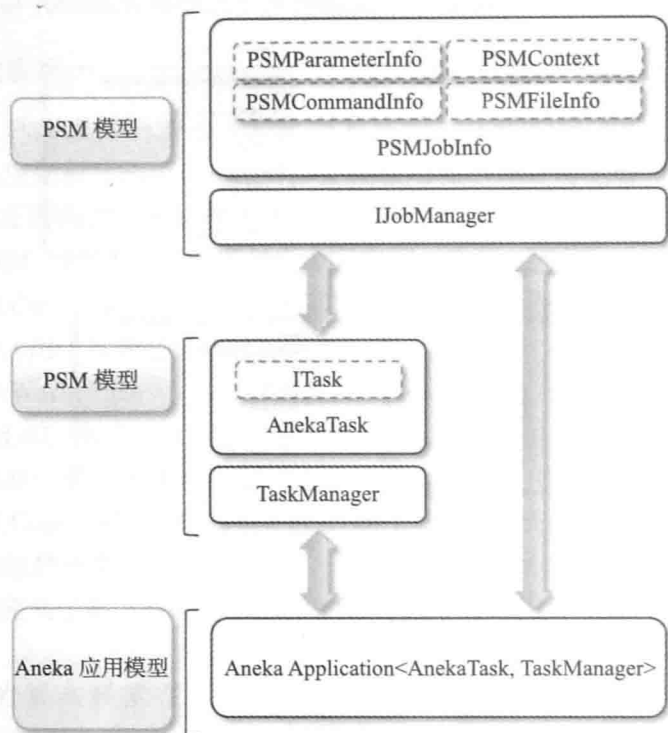 PSMParameterInfo
PSMContext
PSMCommandInfo
PSMFileInfo
PSM 模型
PSMJobInfo
IJobManager
PSM 模型
ITask
AnekaTask
TaskManager
Aneka 应用模型
Aneka Application<AnekaTask, TaskManager>